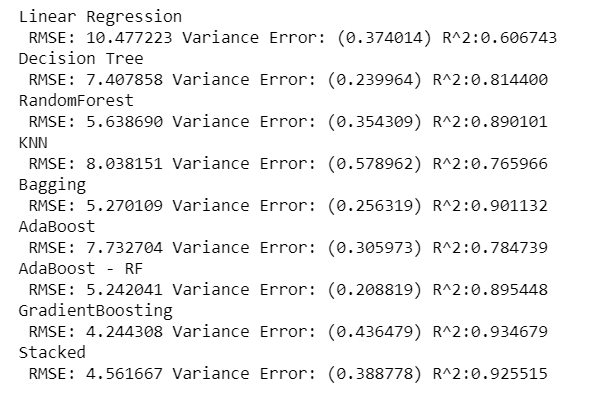 Linear Regression
RMSE: 10.477223 Variance Error: (0.374014) R^2:0.606743
Decision Tree
RMSE: 7.407858 Variance Error: (0.239964) R^2:0.814400
RandomForest
RMSE: 5.638690 Variance Error: (0.354309) R^2:0.890101
KNN
RMSE: 8.038151 Variance Error: (0.578962) R^2:0.765966
Bagging
RMSE: 5.270109 Variance Error: (0.256319) R^2:0.901132
AdaBoost
RMSE: 7.732704 Variance Error: (0.305973) R^2:0.784739
AdaBoost - RF
RMSE: 5.242041 Variance Error: (0.208819) R^2:0.895448
GradientBoosting
RMSE: 4.244308 Variance Error: (0.436479) R^2:0.934679
Stacked
RMSE: 4.561667 Variance Error: (0.388778) R^2:0.925515